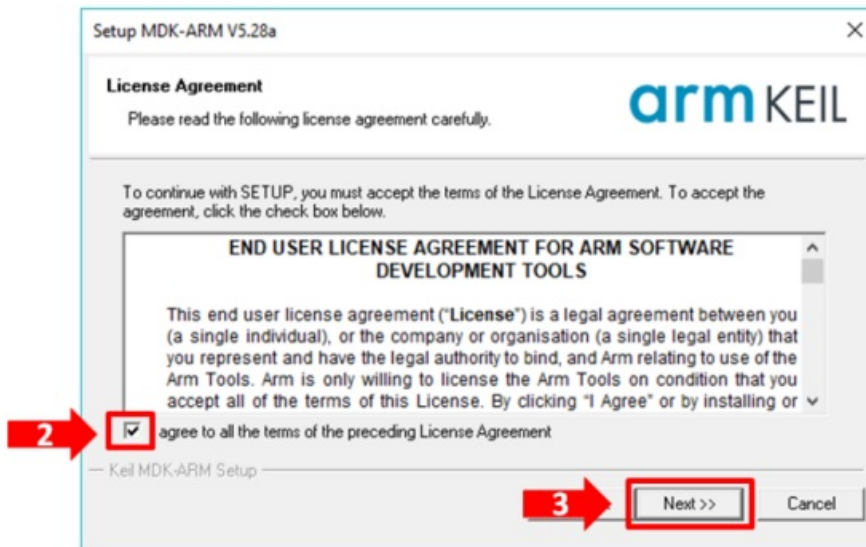 Setup MDK-ARM V5.28a
License Agreement
Please read the following license agreement carefully.
arm KEIL
To continue with SETUP, you must accept the terms of the License Agreement. To accept the
agreement, click the check box below.
END USER LICENSE AGREEMENT FOR ARM SOFTWARE
DEVELOPMENT TOOLS
This end user license agreement ("License") is a legal agreement between you
(a single individual), or the company or organisation (a single legal entity) that
you represent and have the legal authority to bind, and Arm relating to use of the
Arm Tools. Arm is only willing to license the Arm Tools on condition that you
accept all of the terms of this License. By clicking "I Agree" or by installing or
2
agree to all the terms of the preceding License Agreement
Keil MDK-ARM Setup
3
Next >>
Cancel